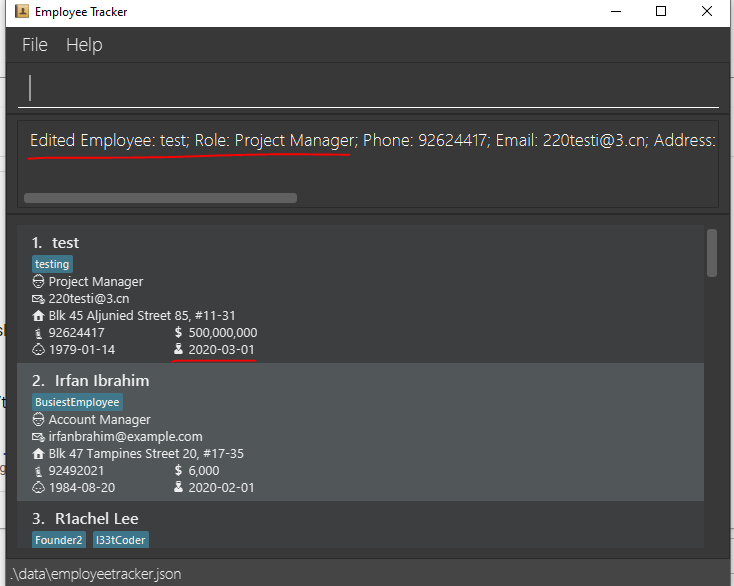 Employee Tracker
File Help
Edited Employee: test; Role: Project Manager; Phone: 92624417; Email: 220testi@3.cn; Address:
1. test
testing
Project Manager
220testi@3.cn
Blk 45 Aljunied Street 85, #11-31
92624417 $ 500,000,000
1979-01-14 2020-03-01
2. Irfan Ibrahim
BusiestEmployee
Account Manager
irfanbrahim@example.com
Blk 47 Tampines Street 20, #17-35
92492021 $ 6,000
1984-08-20 2020-02-01
3. R1achel Lee
Founder2 l33tCoder
.\data\employeetracker.json